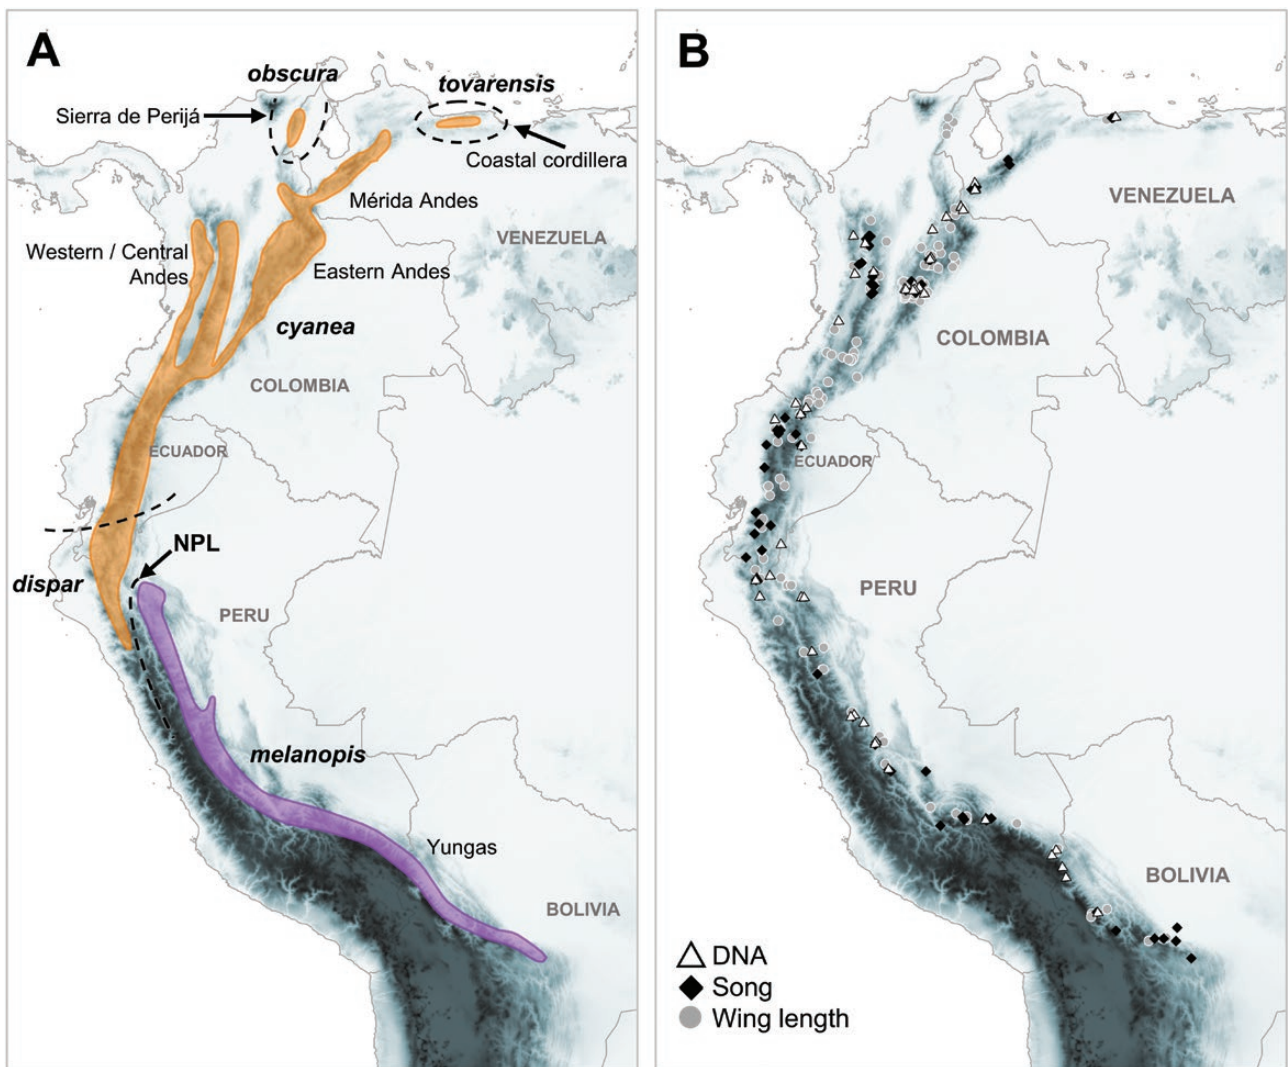 A
obscura
tovarensis
Sierra de Perijá
Coastal cordillera
Mérida Andes
Western / Central
Andes
VENEZUELA
Eastern Andes
cyanea
COLOMBIA
ECUADOR
NPL
dispar
PERU
melanopis
Yungas
BOLIVIA
B
VENEZUELA
COLOMBIA
ECUADOR
PERU
BOLIVIA
DNA
Song
Wing length